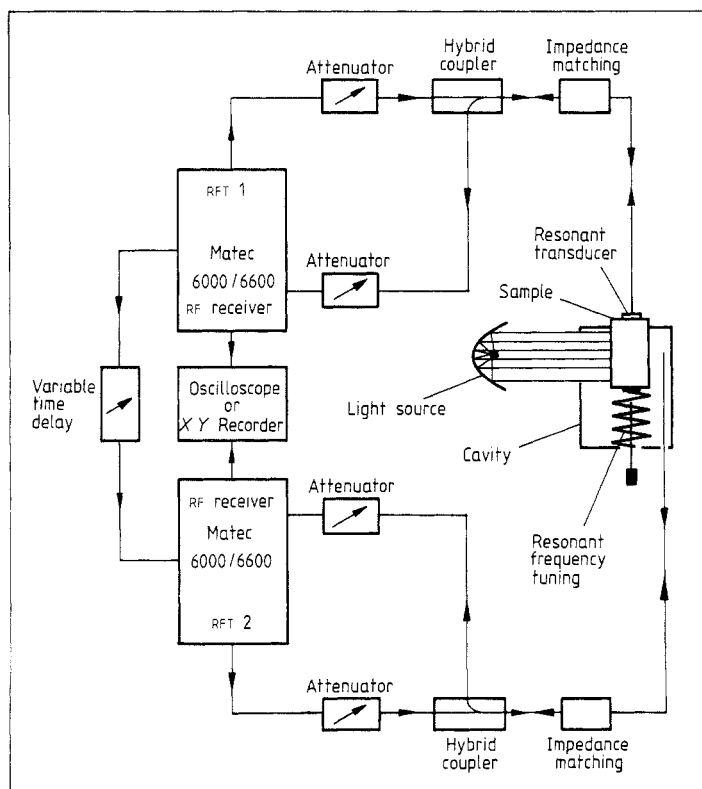 Hybrid
coupler
Impedance
matching
Attenuator
RFT 1
Matec
6000/6600
RF receiver
Attenuator
Resonant
transducer
Sample
Variable
time
delay
Oscilloscope
or
XY Recorder
Light source
Cavity
RF receiver
Matec
6000/6600
RFT 2
Attenuator
Resonant
frequency
tuning
Attenuator
Hybrid
coupler
Impedance
matching